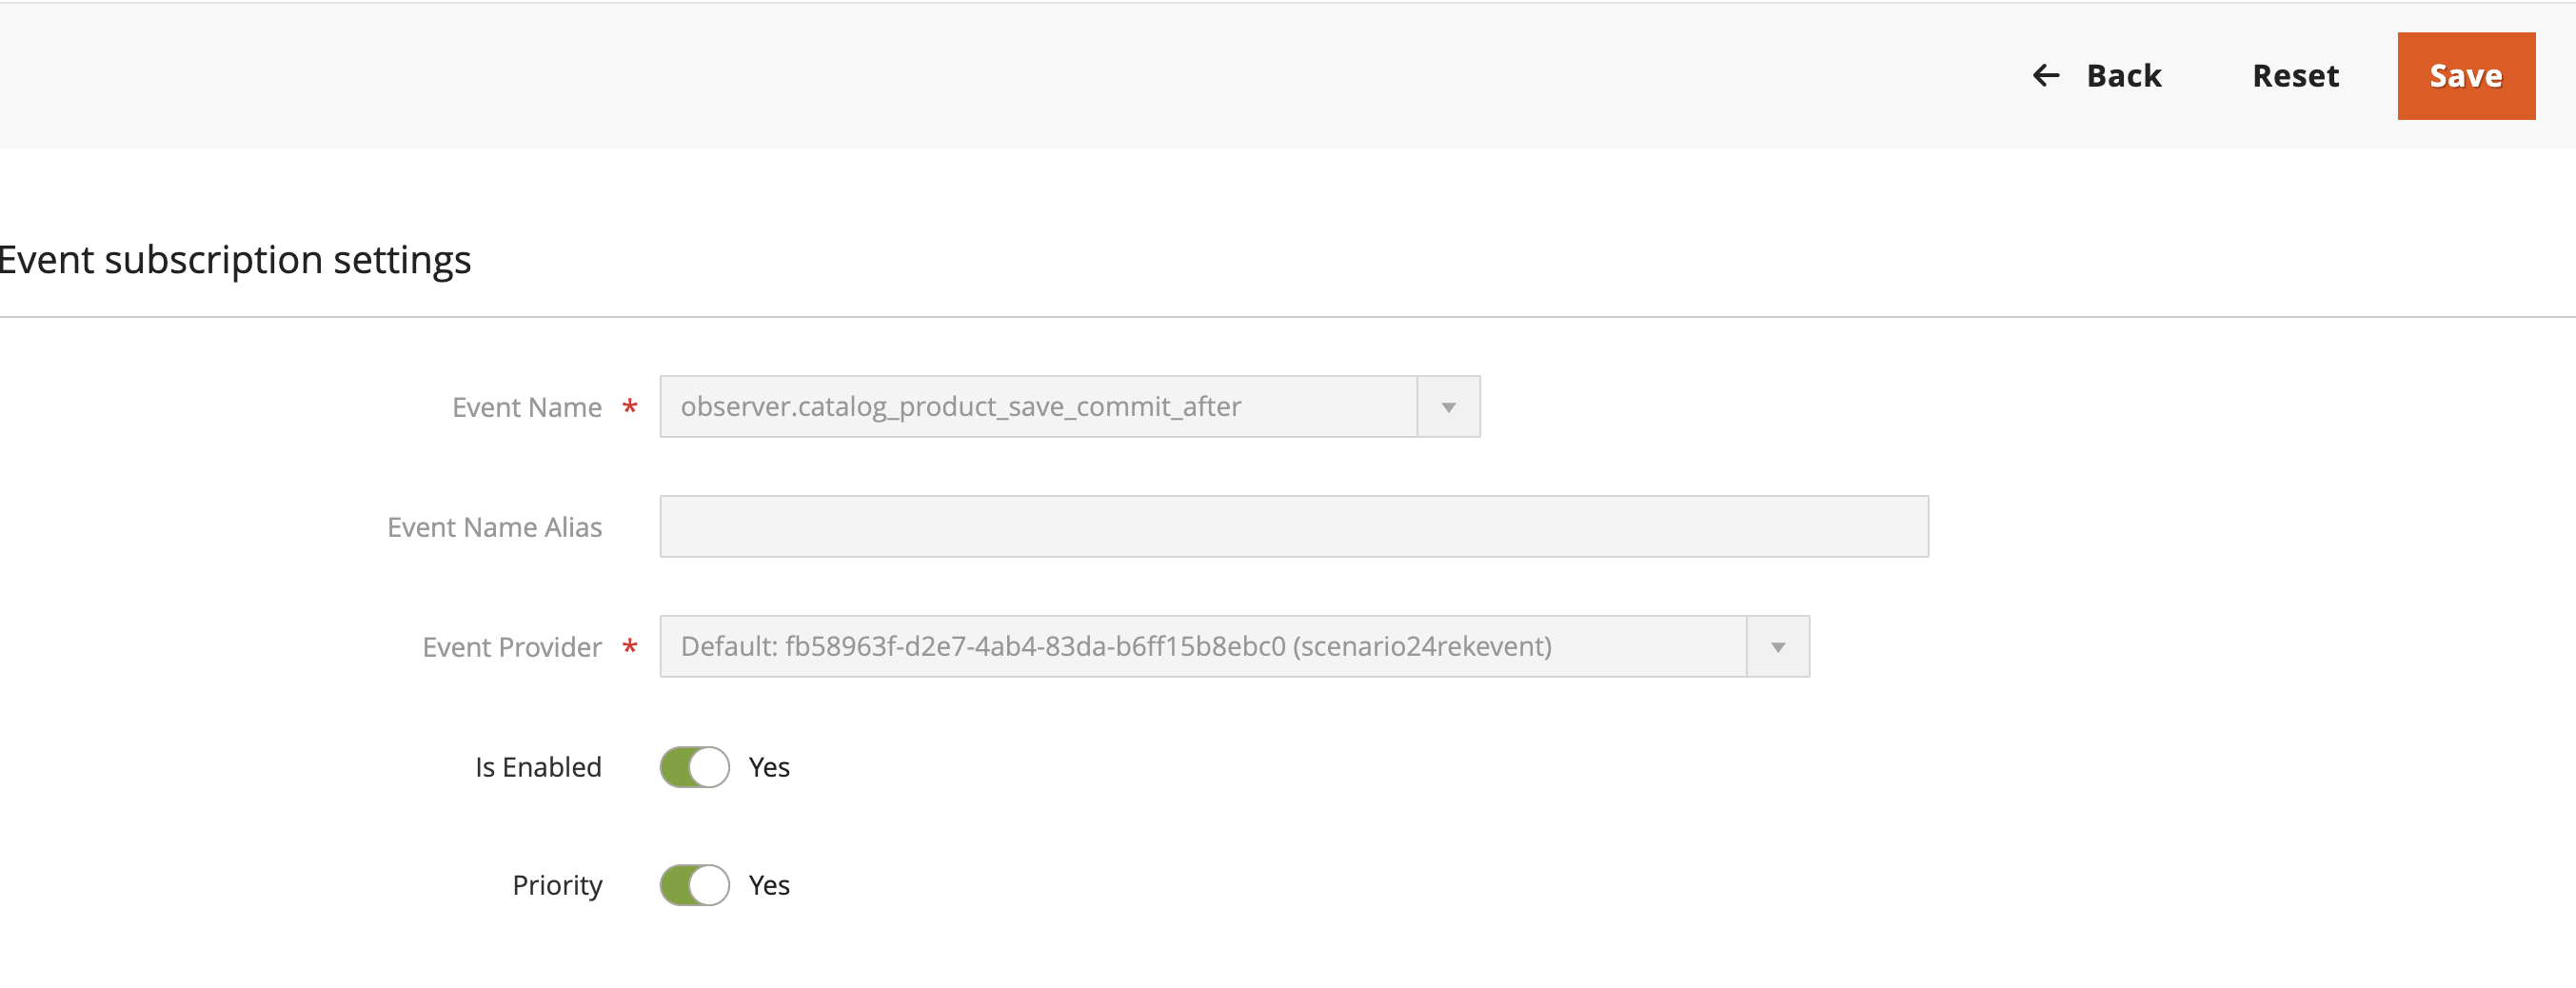 Back Reset Save
Event subscription settings
Event Name * observer.catalog_product_save_commit_after
Event Name Alias
Event Provider * Default: fb58963f-d2e7-4ab4-83da-b6ff15b8ebc0 (scenario24rekevent)
Is Enabled Yes
Priority Yes